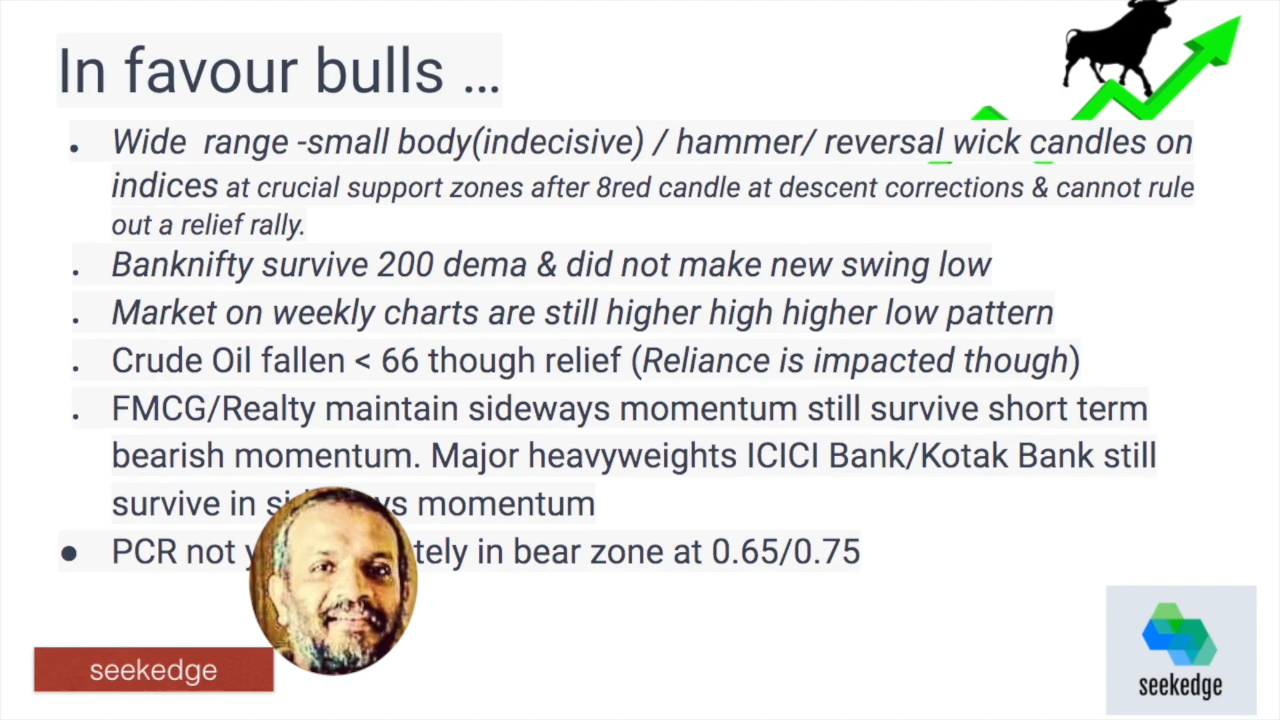 In favour bulls ...
. Wide range -small body(indecisive) / hammer/ reversal wick candles on
indices at crucial support zones after 8red candle at descent corrections & cannot rule
out a relief rally.
. Banknifty survive 200 dema & did not make new swing low
. Market on weekly charts are still higher high higher low pattern
. Crude Oil fallen < 66 though relief (Reliance is impacted though)
. FMCG/Realty maintain sideways momentum still survive short term
bearish momentum. Major heavyweights ICICI Bank/Kotak Bank still
survive in momentum
● PCR not in bear zone at 0.65/0.75
seekedge
seekedge